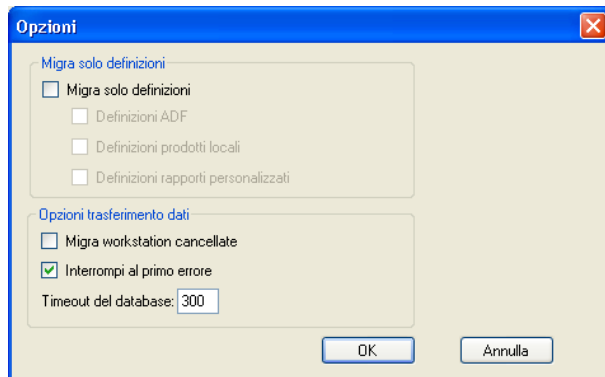 Opzioni
Migra solo definizioni
Migra solo definizioni
Definizioni ADF
Definizioni prodotti locali
Definizioni rapporti personalizzati
Opzioni trasferimento dati
Migra workstation cancellate
Interrompi al primo errore
Timeout del database: 300
OK Annulla